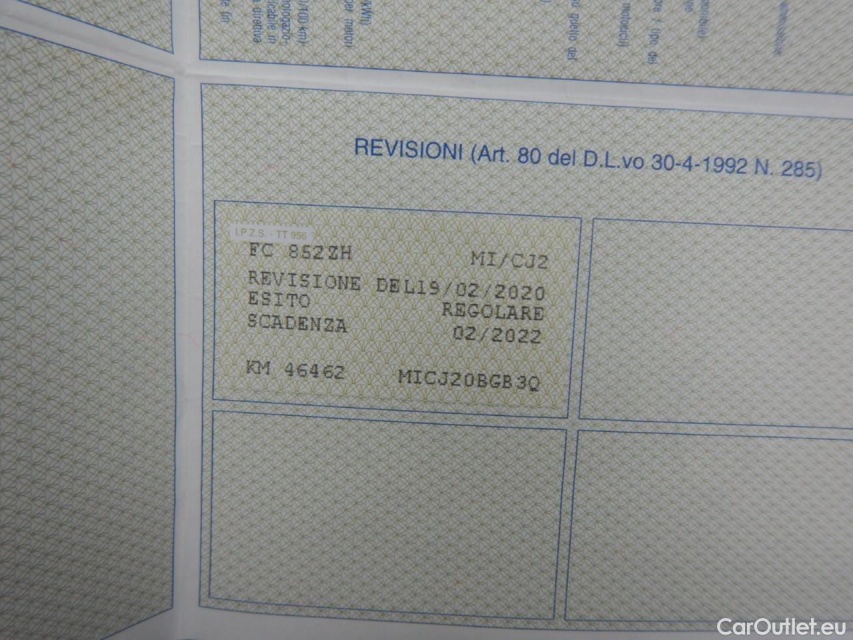 REVISIONI (Art. 80 del D.L.vo 30-4-1992 N. 285)
I.P.Z.S. - TT 956
FC 852ZH MI/CJ2
REVISIONE DEL19/02/2020
ESITO REGOLARE
SCADENZA 02/2022
KM 46462 MICJ20BGB3Q
CarOutlet.eu